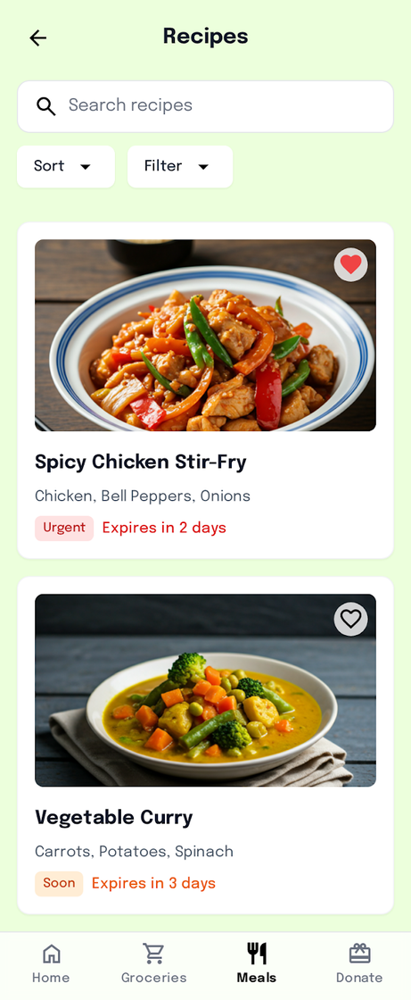 Recipes
Search recipes
Sort
Filter
Spicy Chicken Stir-Fry
Chicken, Bell Peppers, Onions
Urgent Expires in 2 days
Vegetable Curry
Carrots, Potatoes, Spinach
Soon Expires in 3 days
Home Groceries Meals Donate